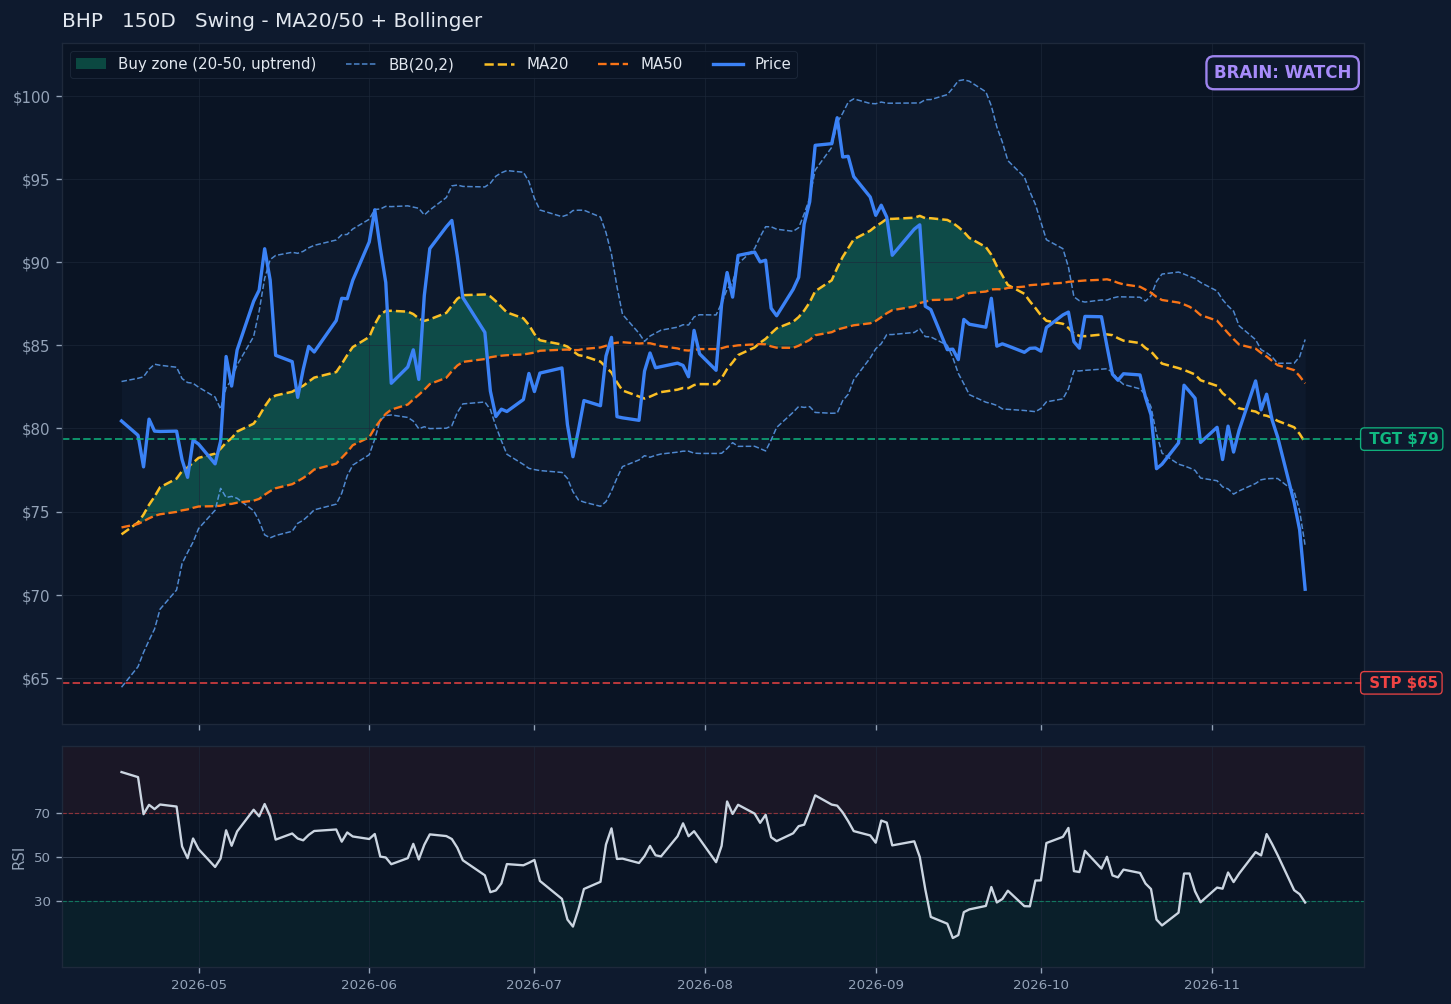 BHP 150D Swing - MA20/50 + Bollinger
Buy zone (20-50, uptrend) BB(20,2) MA20 MA50 Price
BRAIN: WATCH
$100
$95
$90
$85
$80
TGT $79
$75
$70
$65
STP $65
RSI
70
50
30
2026-05 2026-06 2026-07 2026-08 2026-09 2026-10 2026-11